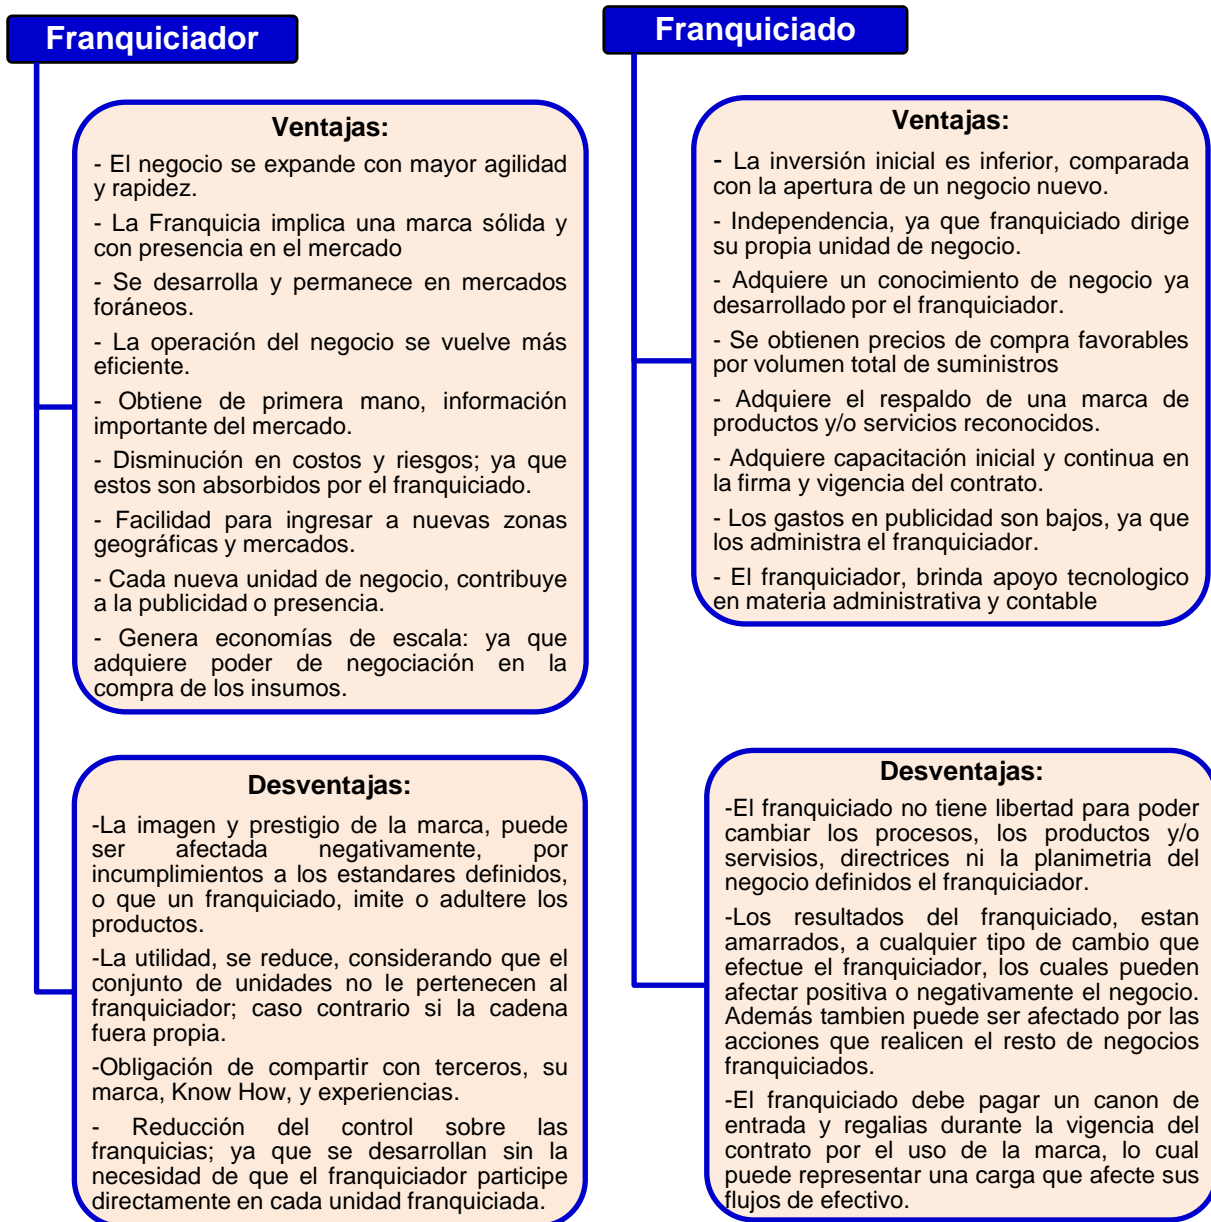 Franquiciador
Ventajas:
- El negocio se expande con mayor agilidad
y rapidez.
- La Franquicia implica una marca sólida y
con presencia en el mercado
- Se desarrolla y permanece en mercados
foráneos.
- La operación del negocio se vuelve más
eficiente.
- Obtiene de primera mano, información
importante del mercado.
- Disminución en costos y riesgos; ya que
estos son absorbidos por el franquiciado.
- Facilidad para ingresar a nuevas zonas
geográficas y mercados.
- Cada nueva unidad de negocio, contribuye
a la publicidad o presencia.
- Genera economías de escala: ya que
adquiere poder de negociación en la
compra de los insumos.
Desventajas:
-La imagen y prestigio de la marca, puede
ser afectada negativamente, por
incumplimientos a los estandares definidos,
o que un franquiciado, imite o adultere los
productos.
-La utilidad, se reduce, considerando que el
conjunto de unidades no le pertenecen al
franquiciador; caso contrario si la cadena
fuera propia.
-Obligación de compartir con terceros, su
marca, Know How, y experiencias.
- Reducción del control sobre las
franquicias; ya que se desarrollan sin la
necesidad de que el franquiciador participe
directamente en cada unidad franquiciada.
Franquiciado
Ventajas:
- La inversión inicial es inferior, comparada
con la apertura de un negocio nuevo.
- Independencia, ya que franquiciado dirige
su propia unidad de negocio.
- Adquiere un conocimiento de negocio ya
desarrollado por el franquiciador.
- Se obtienen precios de compra favorables
por volumen total de suministros
- Adquiere el respaldo de una marca de
productos y/o servicios reconocidos.
- Adquiere capacitación inicial y continua en
la firma y vigencia del contrato.
- Los gastos en publicidad son bajos, ya que
los administra el franquiciador.
- El franquiciador, brinda apoyo tecnologico
en materia administrativa y contable
Desventajas:
-El franquiciado no tiene libertad para poder
cambiar los procesos, los productos y/o
servisios, directrices ni la planimetria del
negocio definidos el franquiciador.
-Los resultados del franquiciado, estan
amarrados, a cualquier tipo de cambio que
efectue el franquiciador, los cuales pueden
afectar positiva o negativamente el negocio.
Además tambien puede ser afectado por las
acciones que realicen el resto de negocios
franquiciados.
-El franquiciado debe pagar un canon de
entrada y regalias durante la vigencia del
contrato por el uso de la marca, lo cual
puede representar una carga que afecte sus
flujos de efectivo.